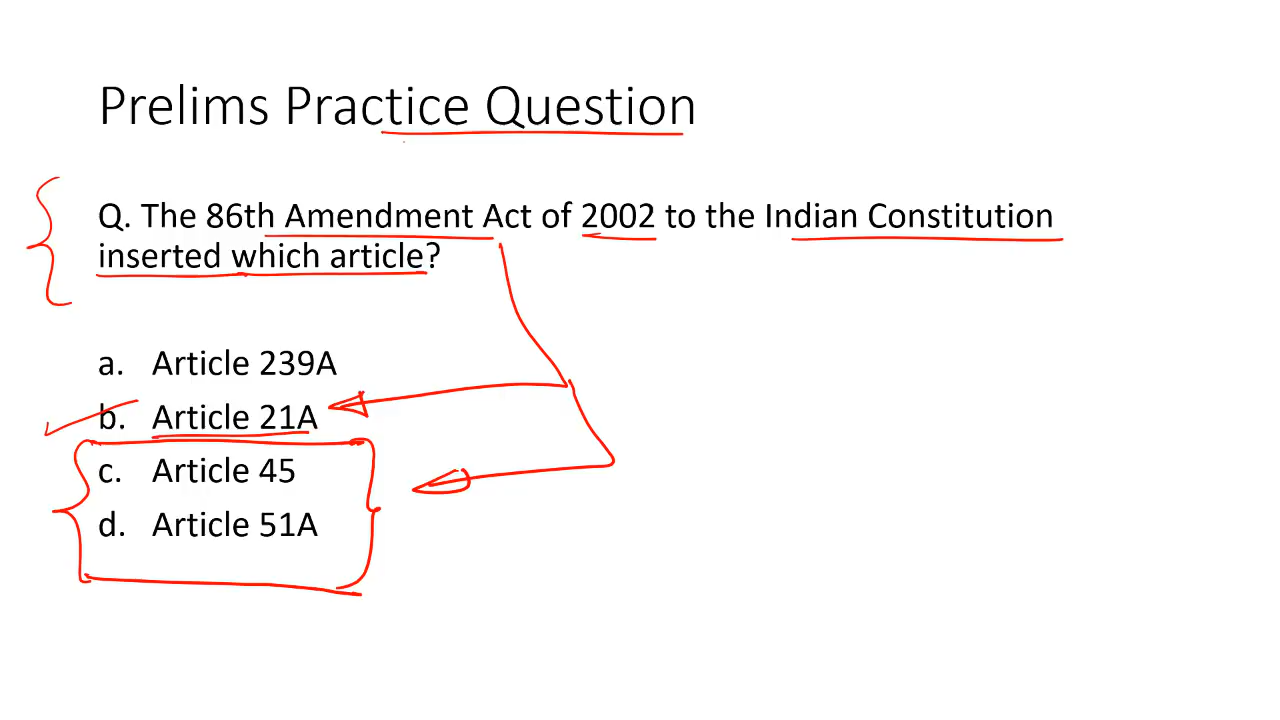 Prelims Practice Question
Q. The 86th Amendment Act of 2002 to the Indian Constitution
inserted which article?
a. Article 239A
b. Article 21A
c. Article 45
d. Article 51A